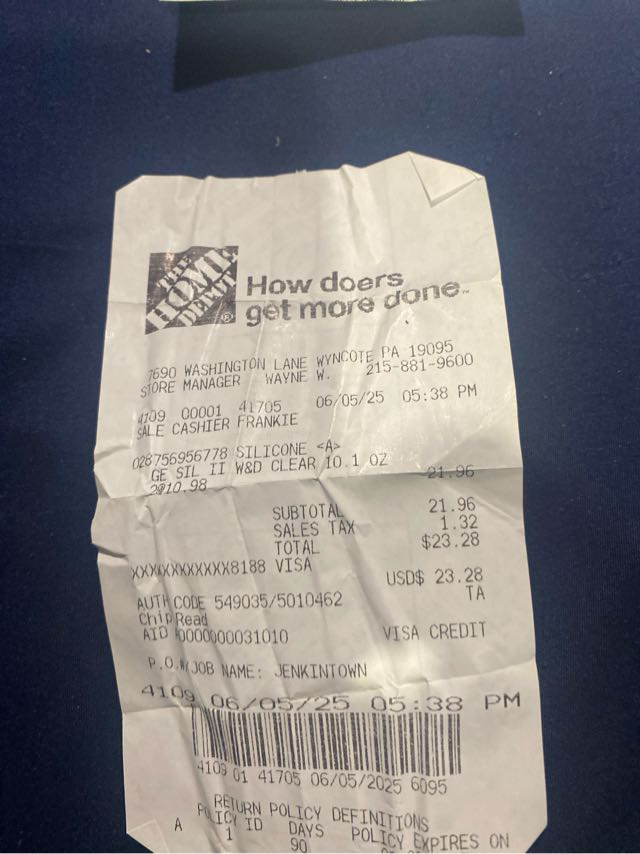 THE HOME DEPOT ®
How doers
get more done™
7690 WASHINGTON LANE WYNCOTE PA 19095
STORE MANAGER WAYNE W. 215-881-9600
4109 00001 41705 06/05/25 05:38 PM
SALE CASHIER FRANKIE
028756956778 SILICONE <A>
GE SIL II W&D CLEAR 10.1 OZ
2@10.98 21.96
SUBTOTAL 21.96
SALES TAX 1.32
TOTAL $23.28
XXXXXXXXXXXX8188 VISA
USD$ 23.28
AUTH CODE 549035/5010462 TA
Chip Read
AID A0000000031010 VISA CREDIT
P.O.#/JOB NAME: JENKINTOWN
4109 06/05/25 05:38 PM
4109 01 41705 06/05/2025 6095
RETURN POLICY DEFINITIONS
POLICY ID DAYS POLICY EXPIRES ON
A 1 90